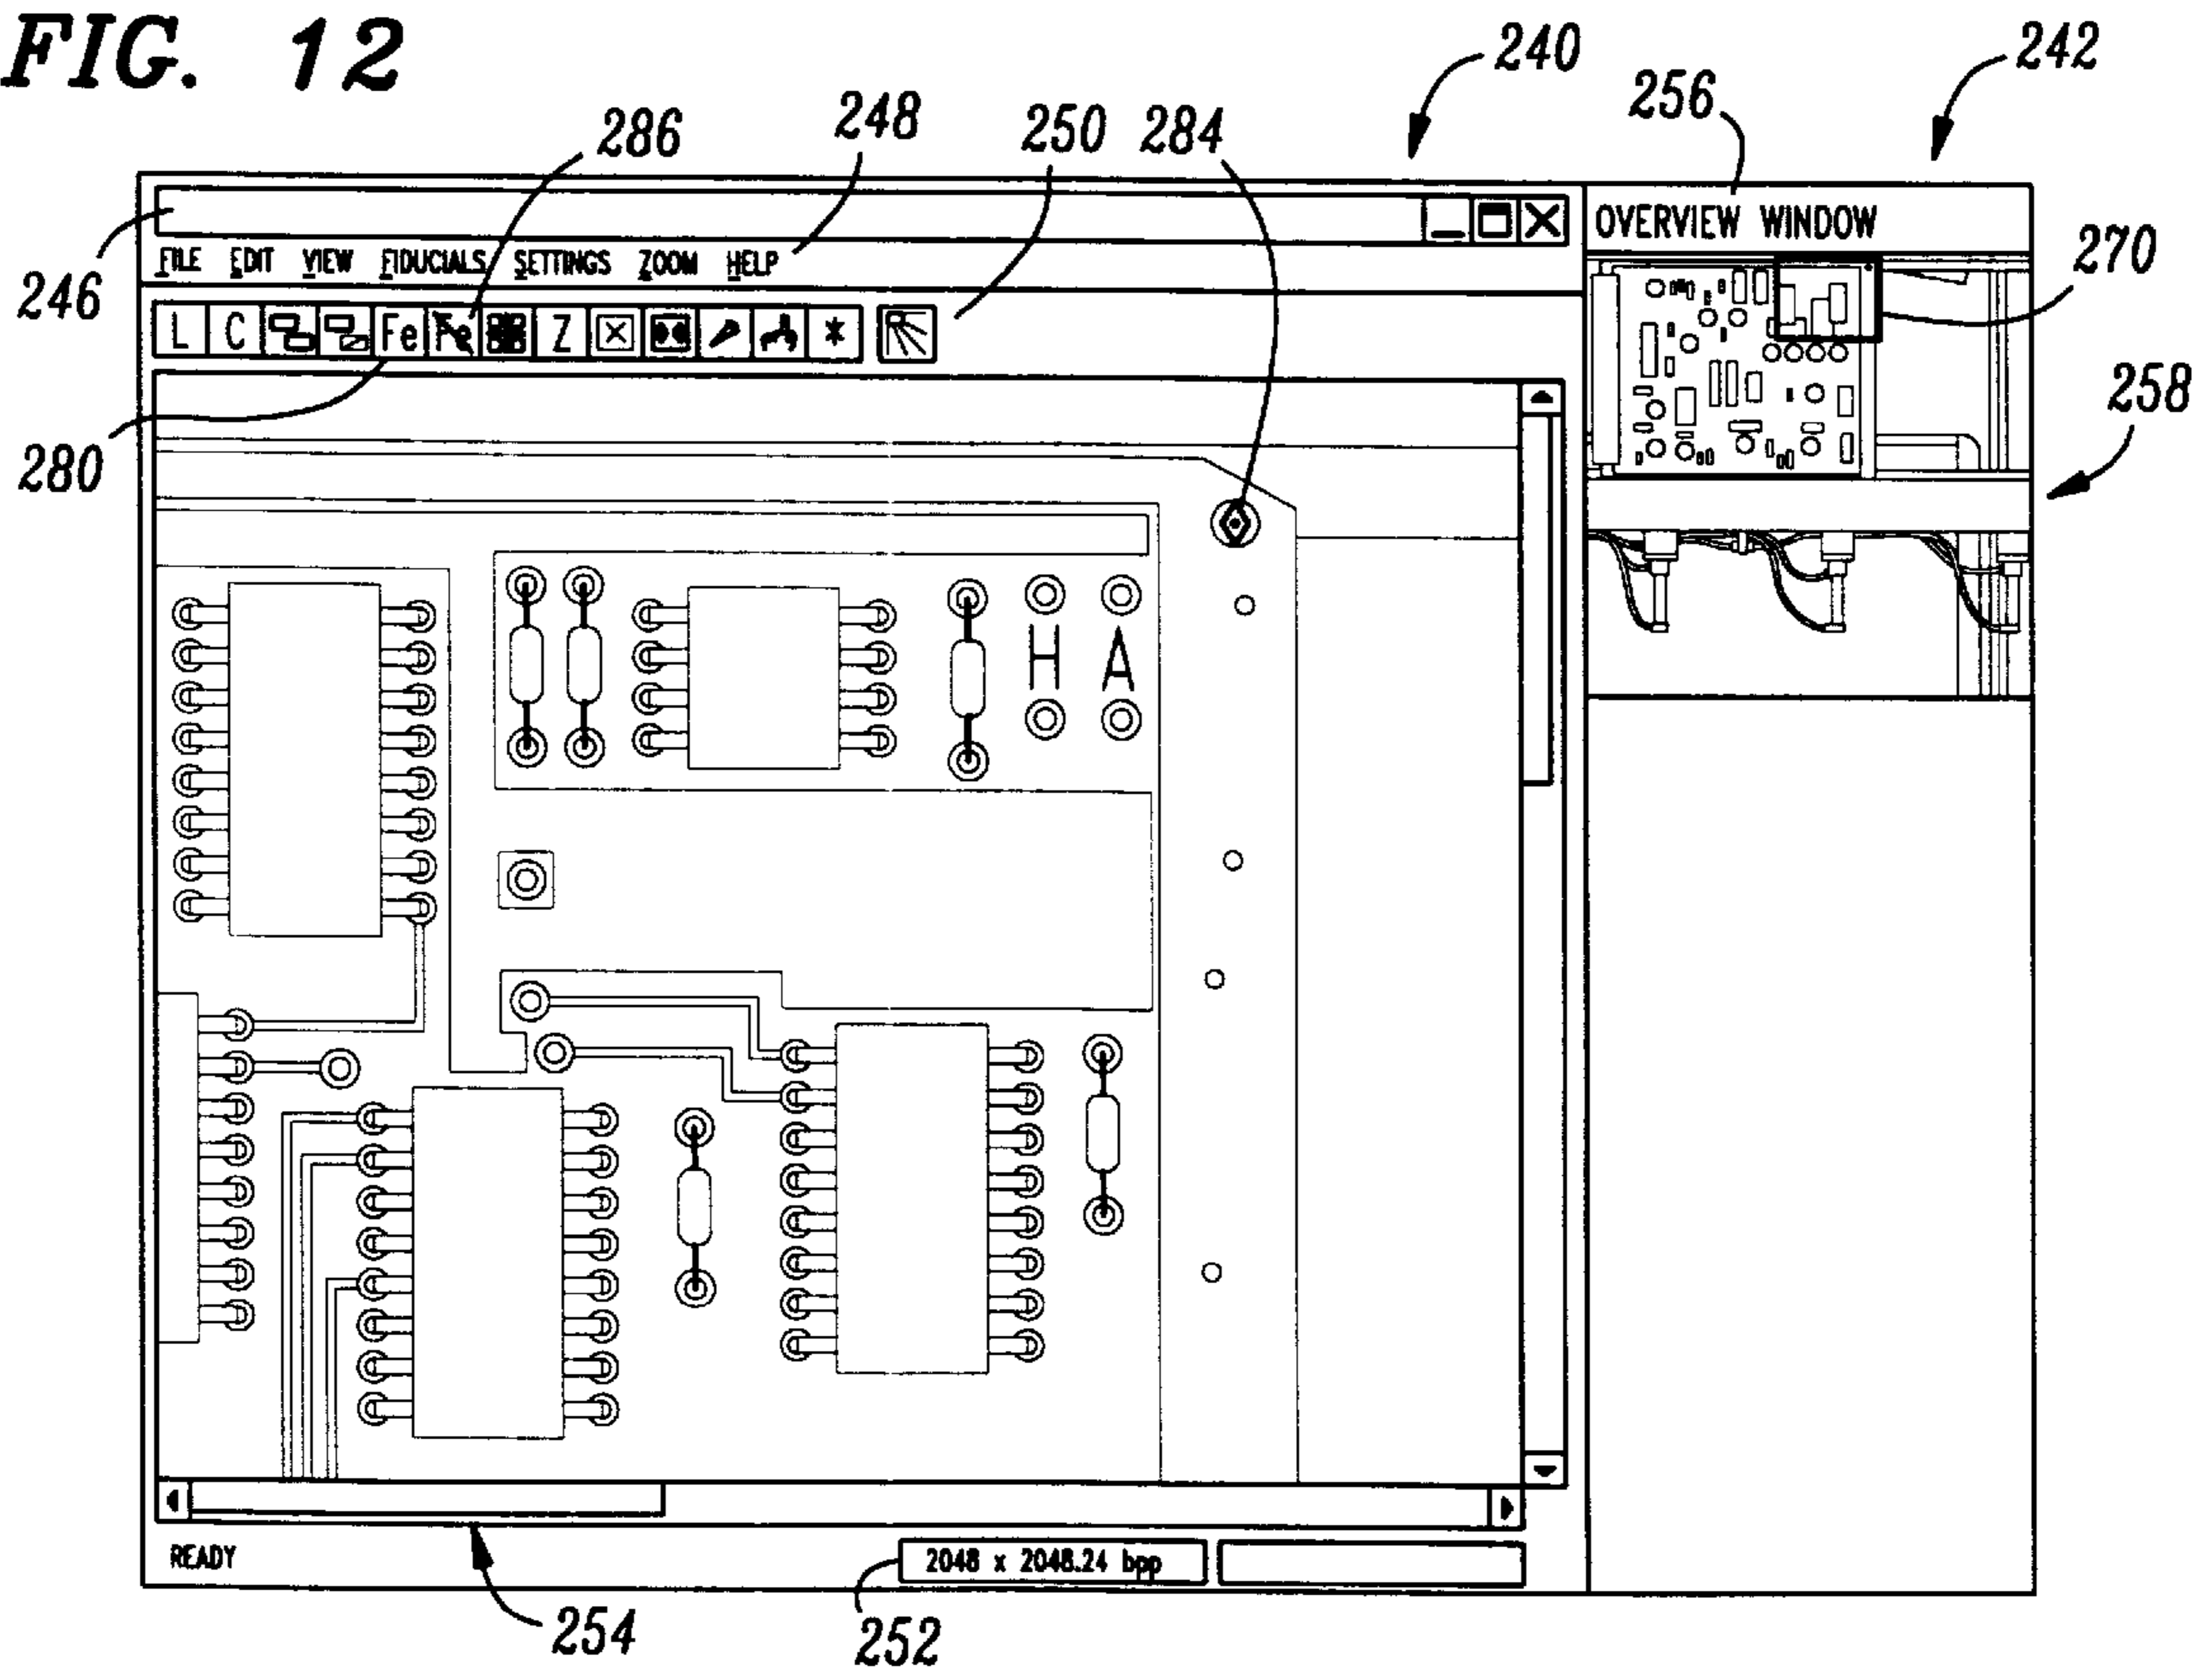 FIG. 12
240
242
256
286
248
250
284
246
OVERVIEW WINDOW
270
FILE EDIT VIEW FIDUCIALS SETTINGS ZOOM HELP
L C Fe Fe Z *
258
280
H A
READY
2048 x 2048.24 bpp
254
252